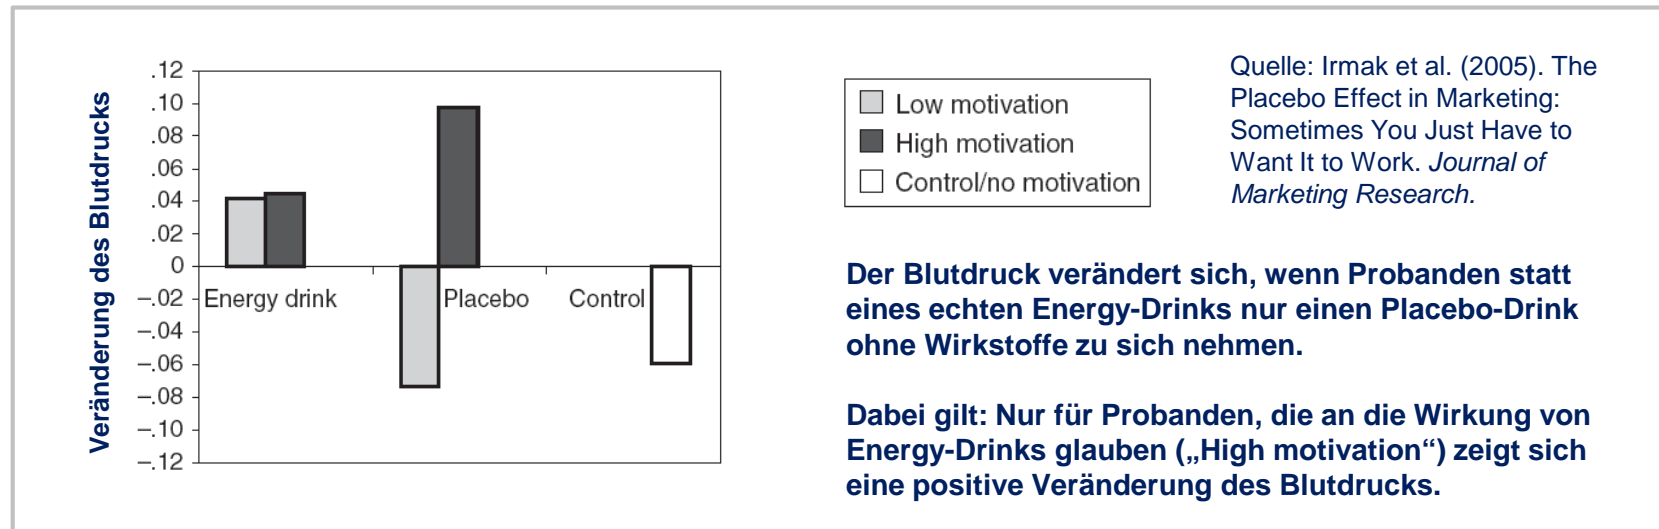 Veränderung des Blutdrucks
.12
.10
.08
.06
.04
.02
0
–.02
–.04
–.06
–.08
–.10
–.12
Energy drink
Placebo
Control
Low motivation
High motivation
Control/no motivation
Quelle: Irmak et al. (2005). The
Placebo Effect in Marketing:
Sometimes You Just Have to
Want It to Work. Journal of
Marketing Research.
Der Blutdruck verändert sich, wenn Probanden statt
eines echten Energy-Drinks nur einen Placebo-Drink
ohne Wirkstoffe zu sich nehmen.
Dabei gilt: Nur für Probanden, die an die Wirkung von
Energy-Drinks glauben („High motivation“) zeigt sich
eine positive Veränderung des Blutdrucks.